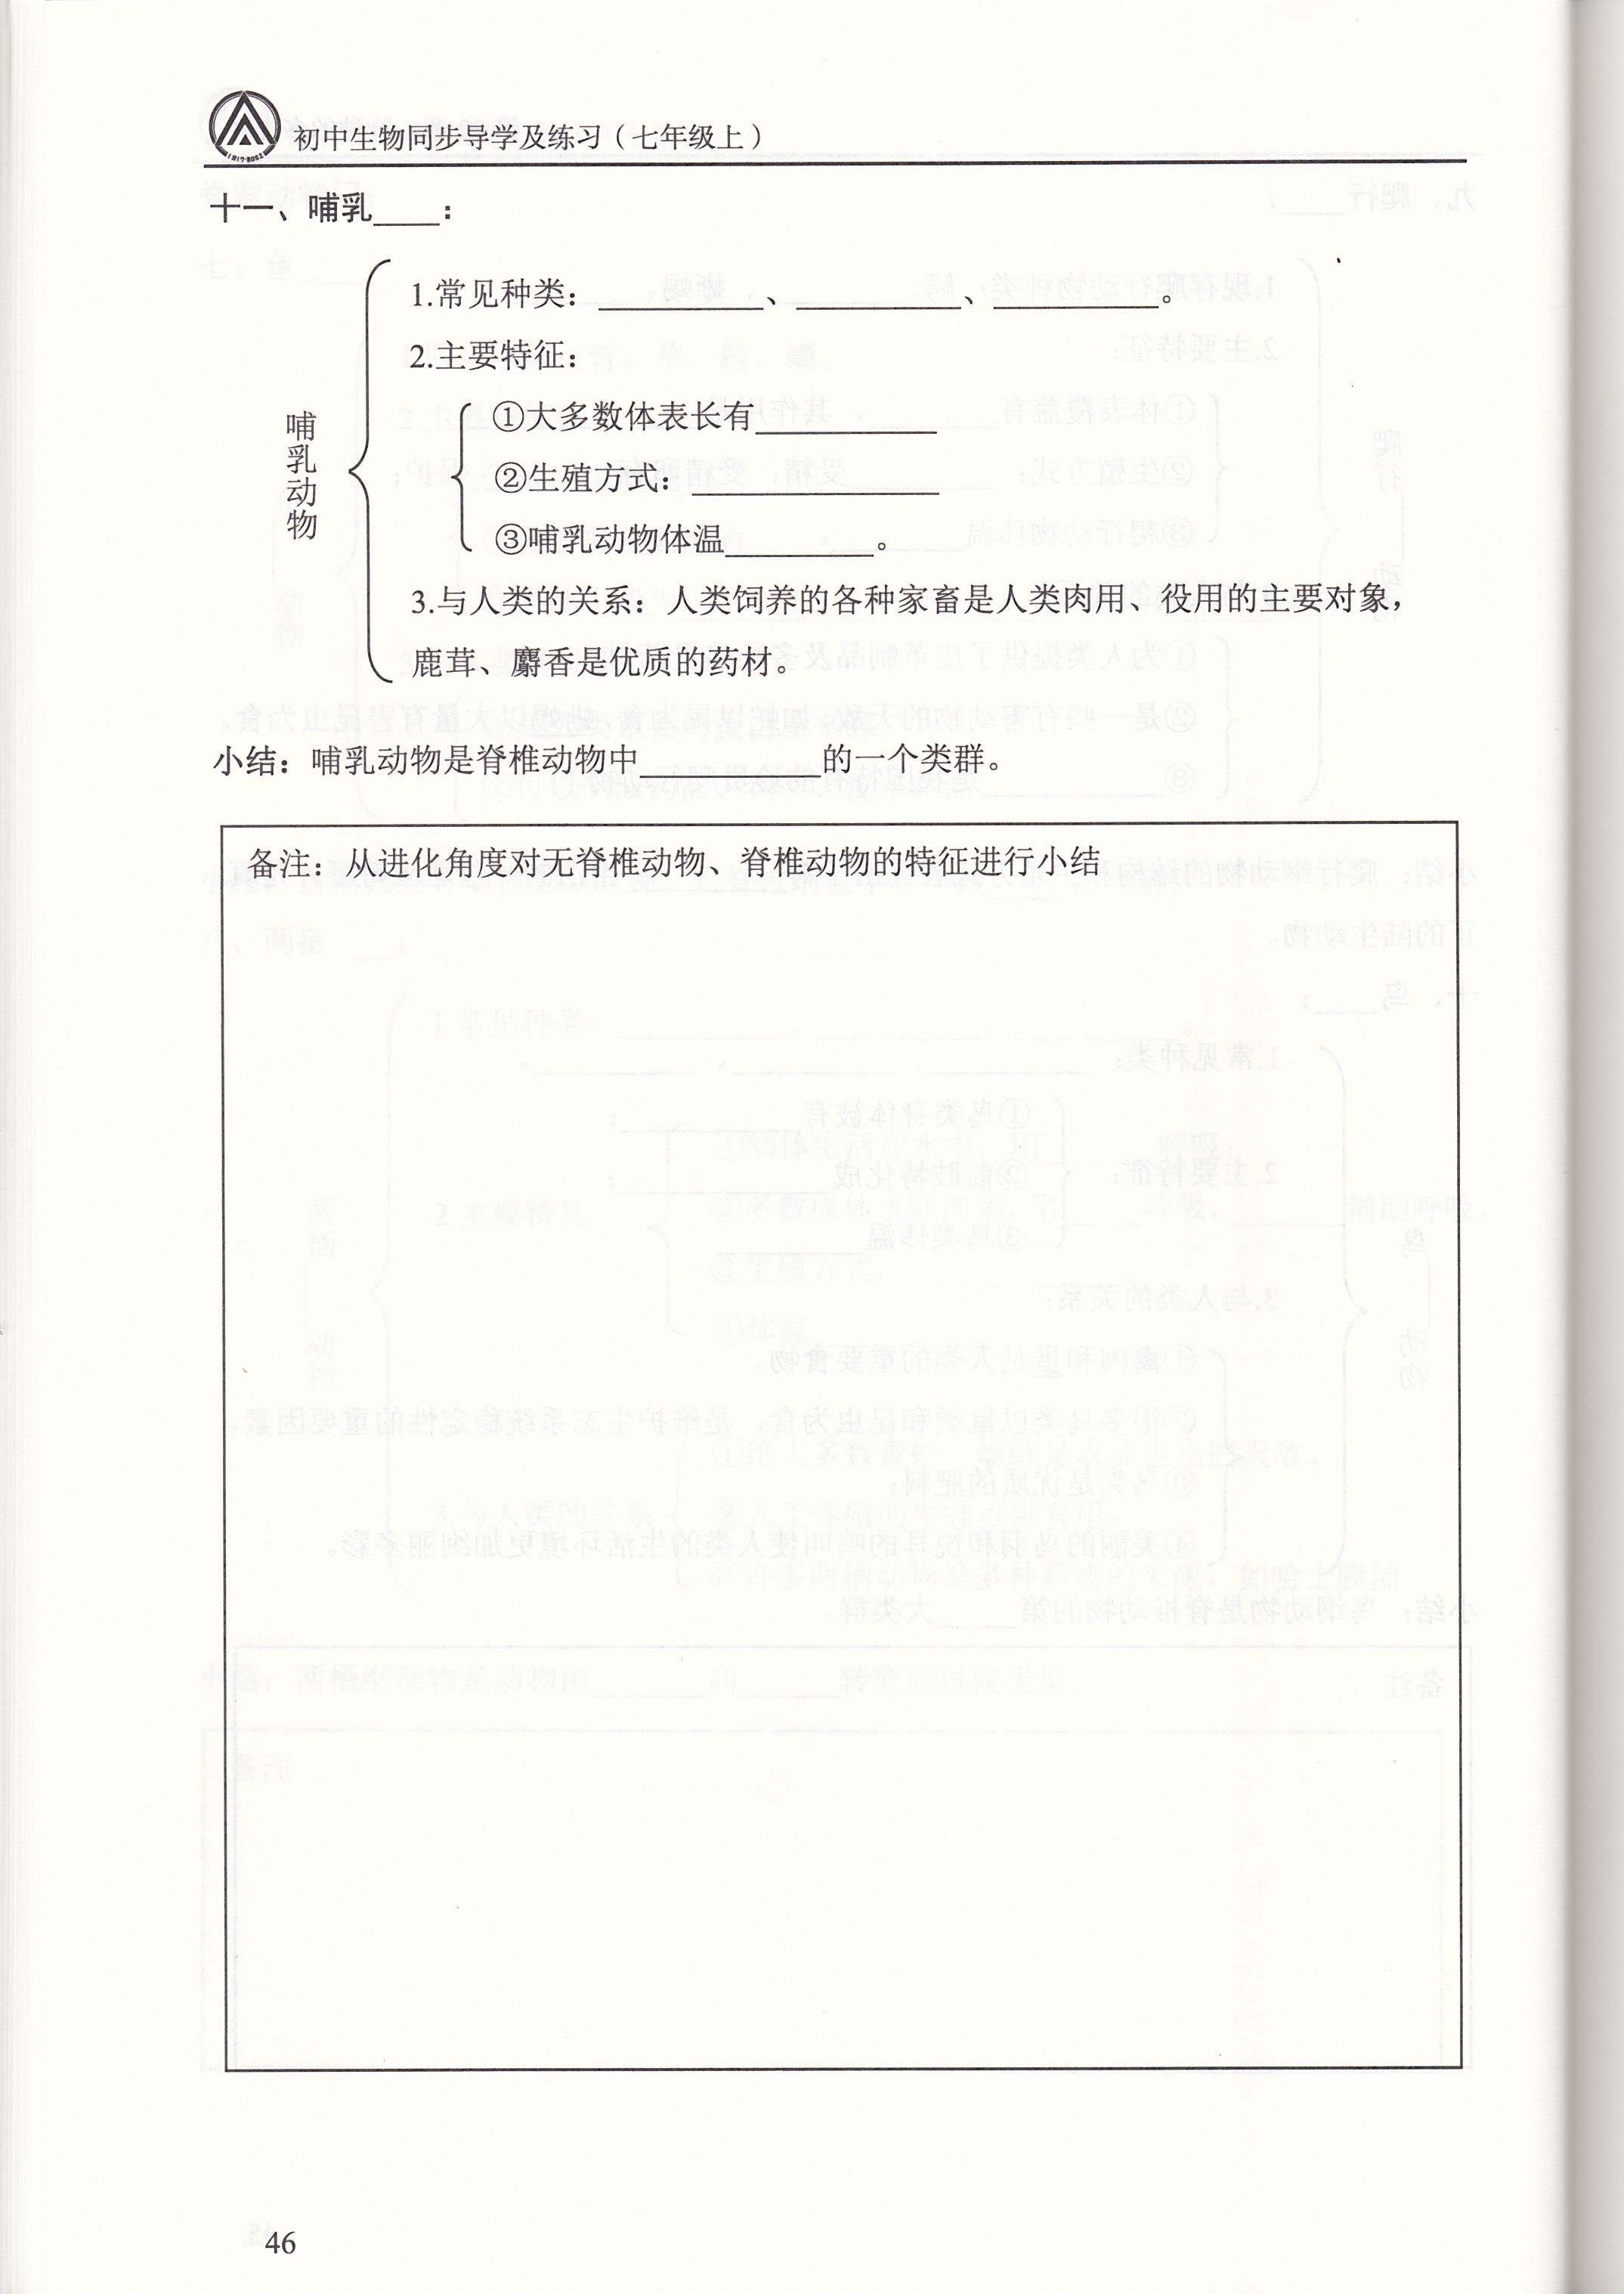 初中生物同步导学及练习（七年级上）
十一、哺乳____：
哺乳动物
1.常见种类：__________、__________、__________。
2.主要特征：
①大多数体表长有___________
②生殖方式：_______________
③哺乳动物体温_________。
3.与人类的关系：人类饲养的各种家畜是人类肉用、役用的主要对象，
鹿茸、麝香是优质的药材。
小结：哺乳动物是脊椎动物中___________的一个类群。
备注：从进化角度对无脊椎动物、脊椎动物的特征进行小结
46